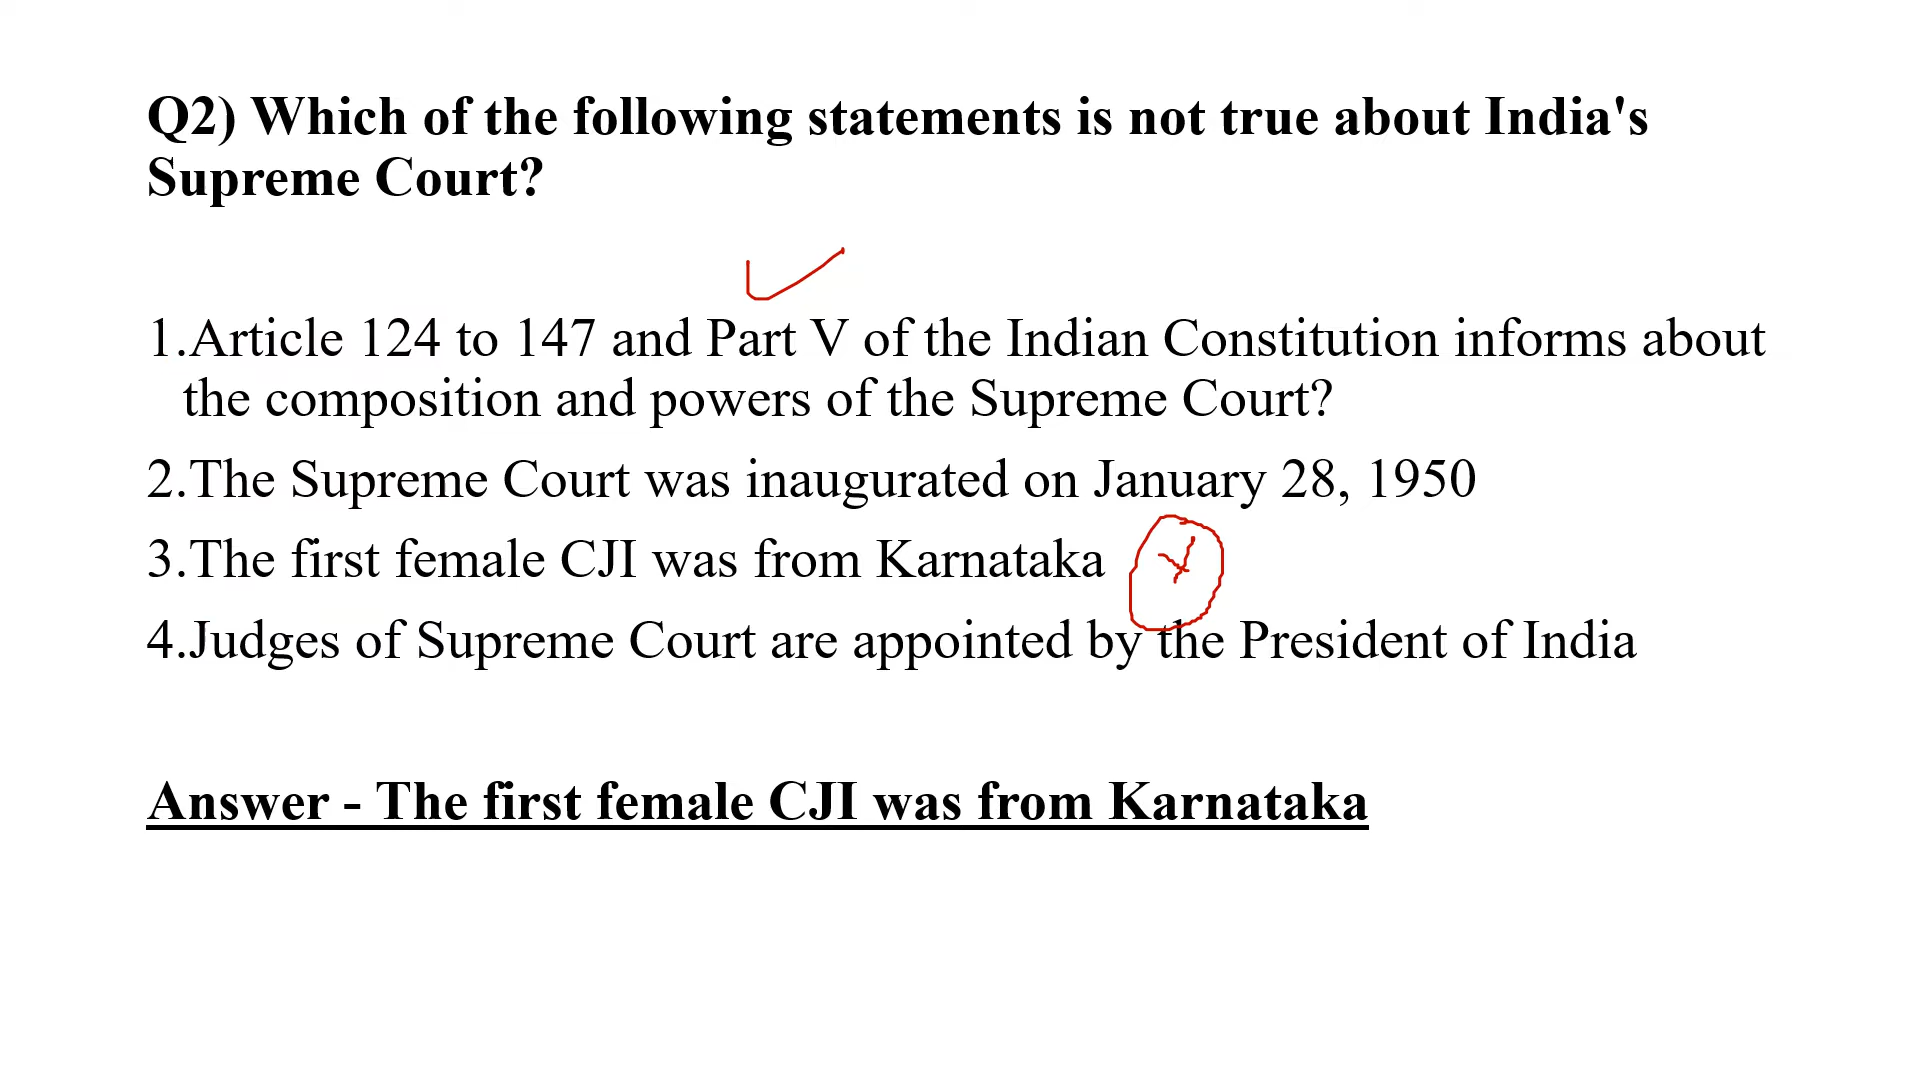 Q2) Which of the following statements is not true about India's
Supreme Court?
1.Article 124 to 147 and Part V of the Indian Constitution informs about
the composition and powers of the Supreme Court?
2.The Supreme Court was inaugurated on January 28, 1950
3.The first female CJI was from Karnataka
4.Judges of Supreme Court are appointed by the President of India
Answer - The first female CJI was from Karnataka